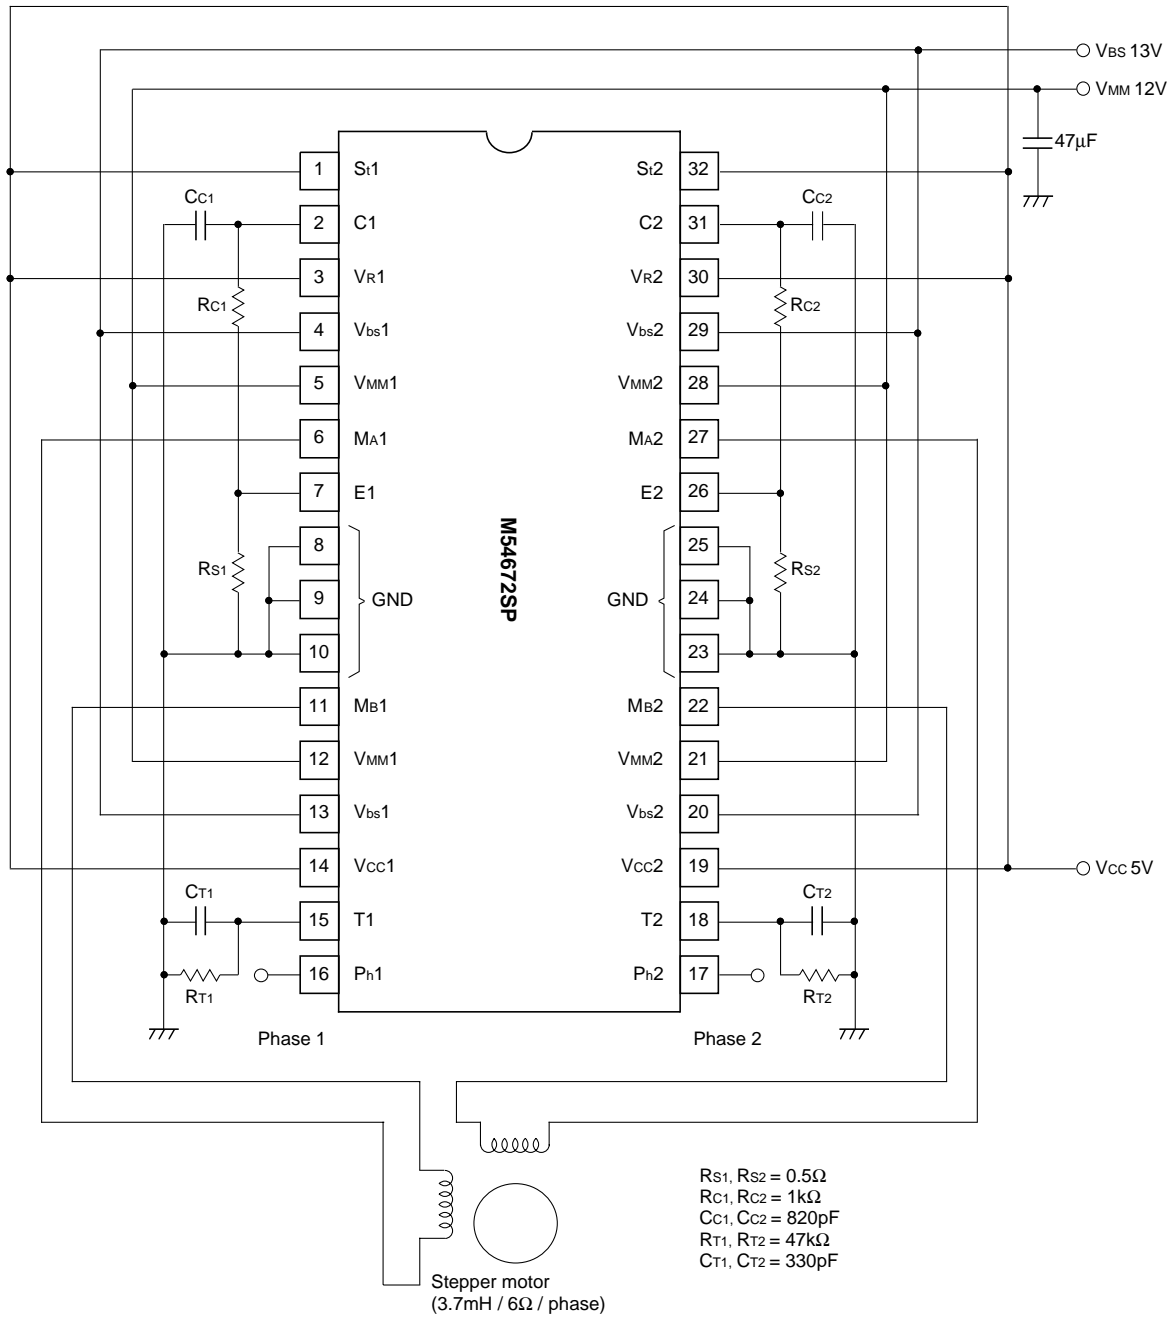 VBS 13V
VMM 12V
47µF
1 St1 St2 32
CC1 CC2
2 C1 C2 31
3 VR1 VR2 30
RC1 RC2
4 Vbs1 Vbs2 29
5 VMM1 VMM2 28
6 MA1 MA2 27
7 E1 E2 26
8 25
RS1 RS2
9 GND GND 24
M54672SP
10 23
11 MB1 MB2 22
12 VMM1 VMM2 21
13 Vbs1 Vbs2 20
14 VCC1 VCC2 19
VCC 5V
CT1 CT2
15 T1 T2 18
16 Ph1 Ph2 17
RT1 RT2
Phase 1 Phase 2
RS1, RS2 = 0.5Ω
RC1, RC2 = 1kΩ
CC1, CC2 = 820pF
RT1, RT2 = 47kΩ
CT1, CT2 = 330pF
Stepper motor
(3.7mH / 6Ω / phase)